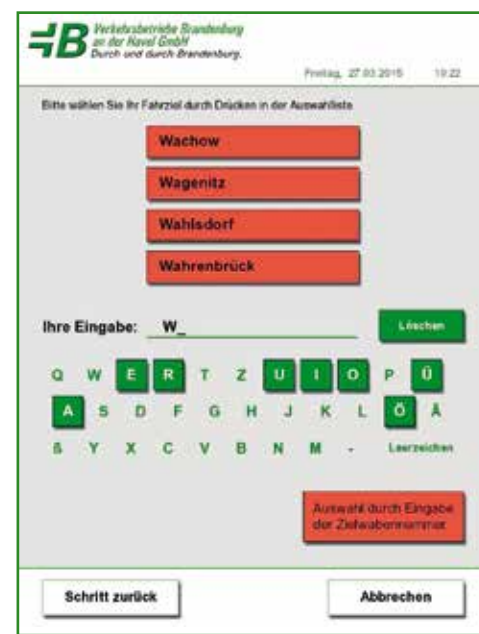 Verkehrsbetriebe Brandenburg
an der Havel GmbH
Durch und durch Brandenburg.
Freitag, 27.03.2015 19:22
Bitte wählen Sie Ihr Fahrziel durch Drücken in der Auswahlliste
Wachow
Wagenitz
Wahlsdorf
Wahrenbrück
Ihre Eingabe: W_ Löschen
Q W E R T Z U I O P Ü
A S D F G H J K L Ö Ä
ß Y X C V B N M - Leerzeichen
Auswahl durch Eingabe
der Zielwabennummer
Schritt zurück Abbrechen